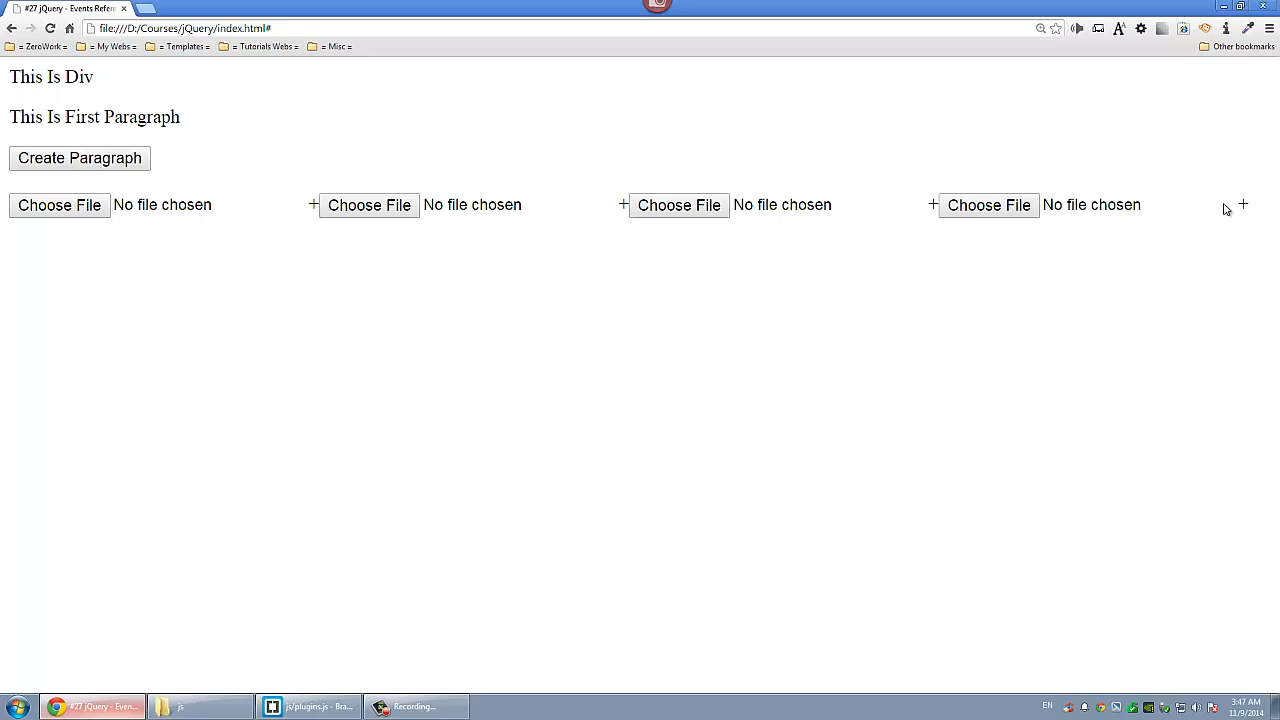 #27 jQuery - Events Refere
file:///D:/Courses/jQuery/index.html#
= ZeroWork = = My Webs = = Templates = = Tutorials Webs = = Misc = Other bookmarks
This Is Div
This Is First Paragraph
Create Paragraph
Choose File No file chosen + Choose File No file chosen + Choose File No file chosen + Choose File No file chosen +
#27 jQuery - Even... js js/plugins.js - Bra... Recording... EN 3:47 AM
11/9/2014